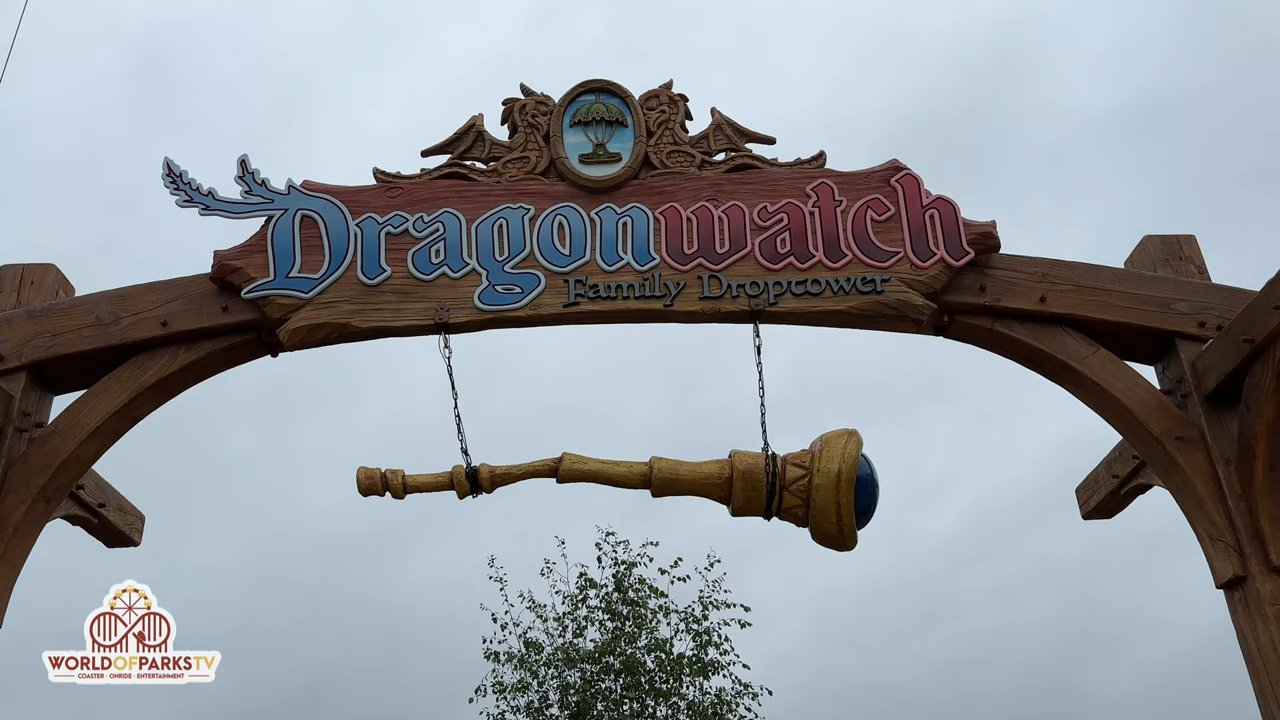 Dragonwatch
Family Droptower
WORLDOFPARKSTV
COASTER · ONRIDE · ENTERTAINMENT